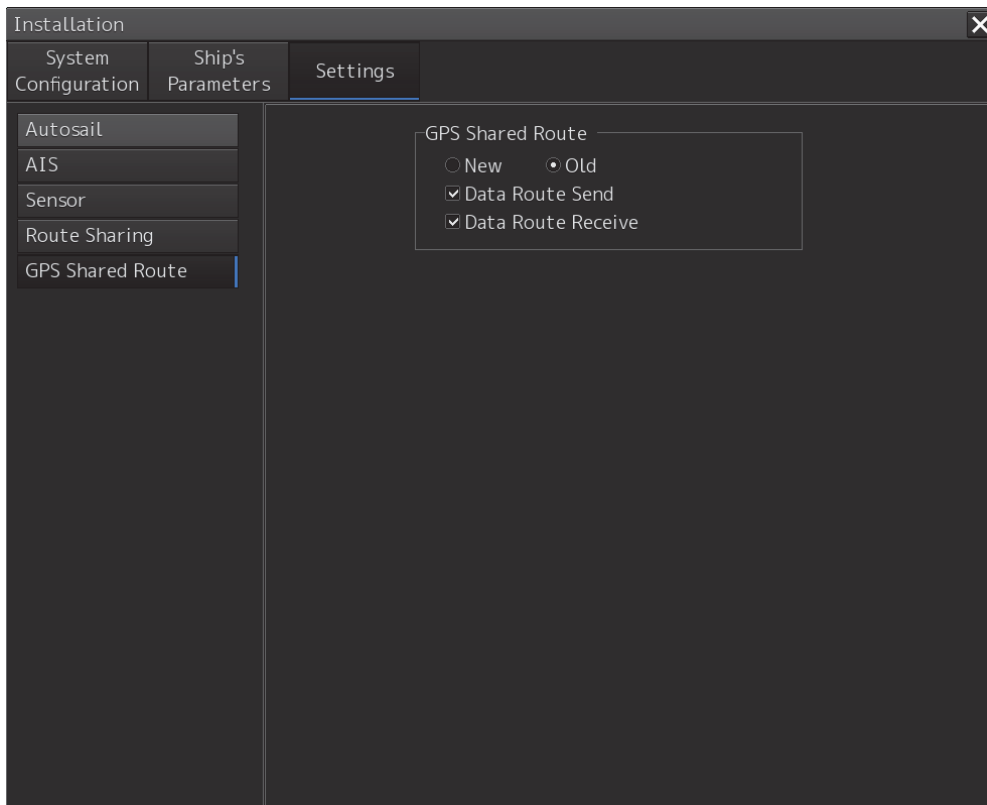 Installation
System
Configuration
Ship's
Parameters
Settings
Autosail
AIS
Sensor
Route Sharing
GPS Shared Route
GPS Shared Route
New
Old
Data Route Send
Data Route Receive